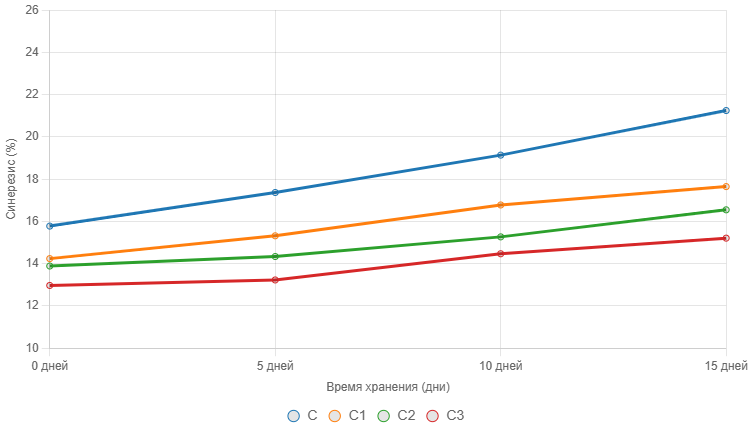 26
24
22
20
18
16
14
12
10
Синерезис (%)
0 дней
5 дней
10 дней
15 дней
Время хранения (дни)
C
C1
C2
C3